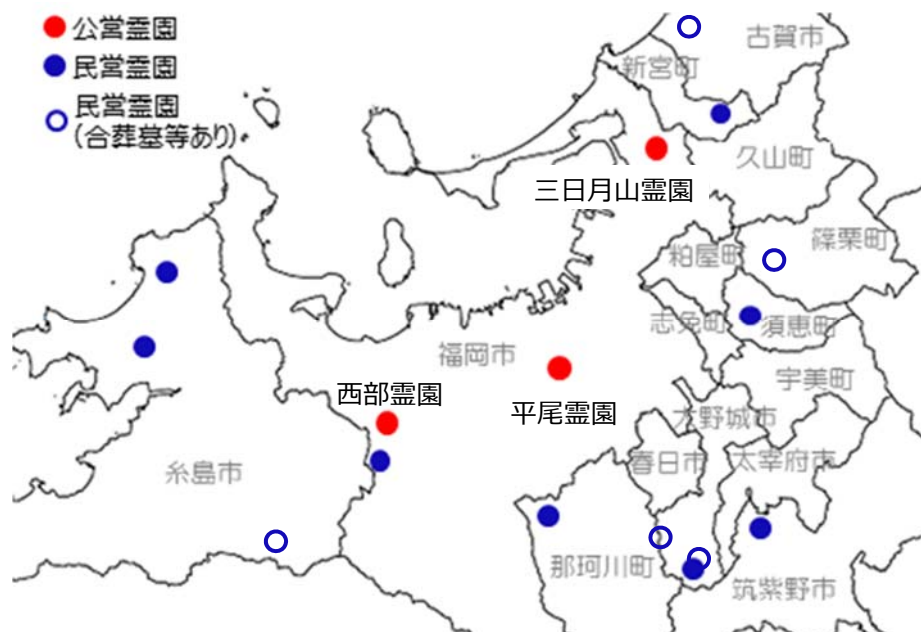 公営霊園
民営霊園
民営霊園
(合葬墓等あり)
古賀市
新宮町
久山町
三日月山霊園
篠栗町
粕屋町
志免町
須恵町
福岡市
宇美町
西部霊園
平尾霊園
大野城市
春日市
太宰府市
糸島市
那珂川町
筑紫野市